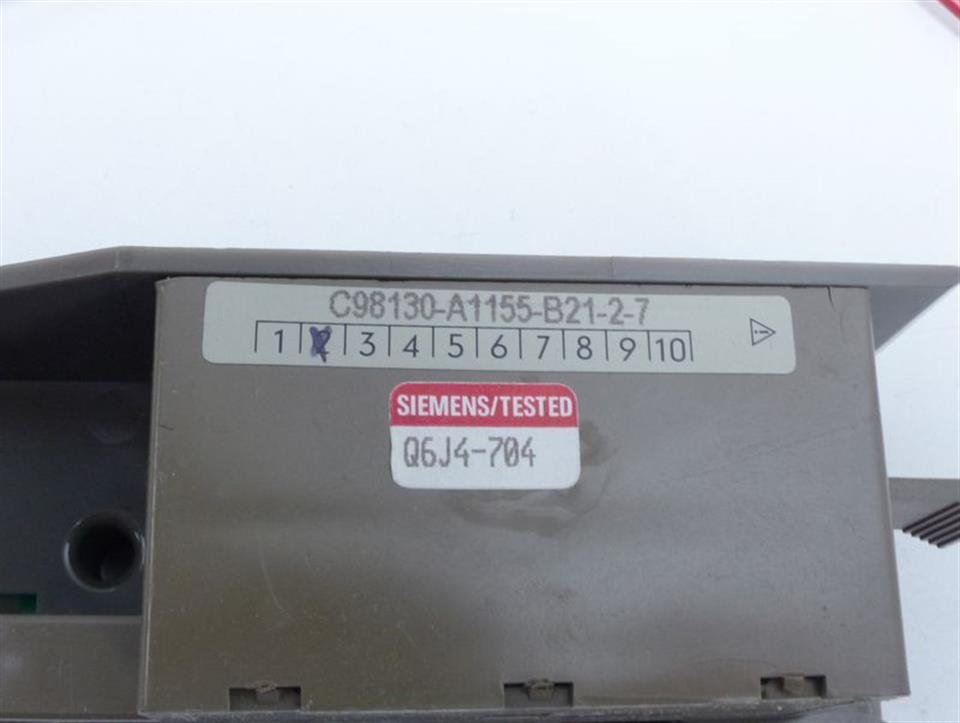 C98130-A1155-B21-2-7
1 2 3 4 5 6 7 8 9 10
SIEMENS/TESTED
Q6J4-704